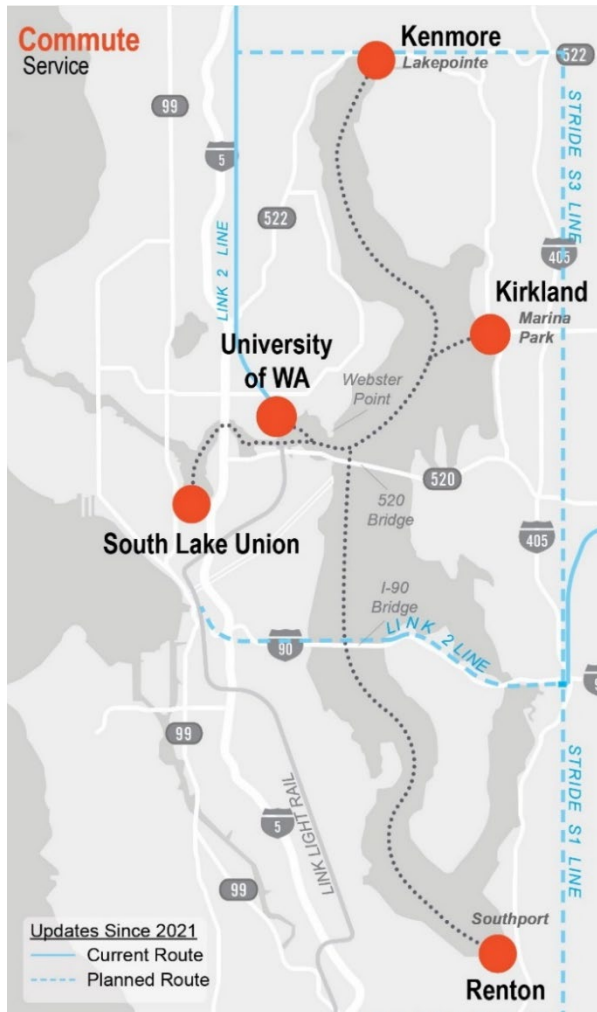 Commute
Service
Kenmore
Lakepointe
522
99
5
LINK 2 LINE
522
STRIDE S3 LINE
405
Kirkland
Marina
Park
University
of WA
Webster
Point
520
520
Bridge
South Lake Union
405
I-90
Bridge
LINK 2 LINE
90
99
STRIDE S1 LINE
LINK LIGHT RAIL
5
99
Southport
Renton
Updates Since 2021
Current Route
Planned Route